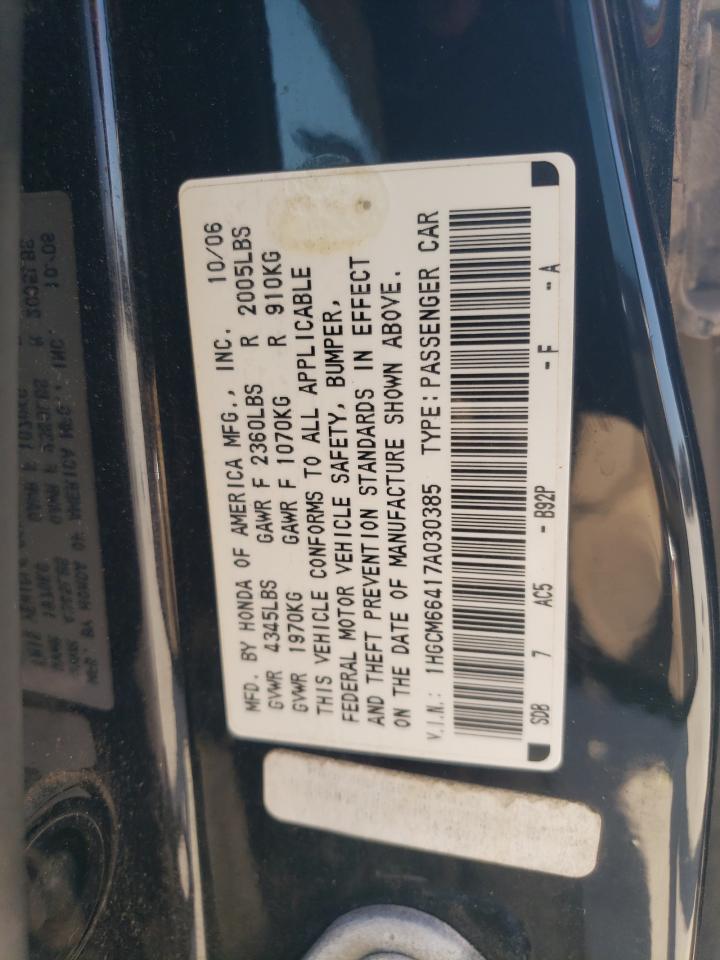 MFD. BY HONDA OF AMERICA MFG., INC. 10/06
GVWR 4345LBS GAWR F 2360LBS R 2005LBS
GVWR 1970KG GAWR F 1070KG R 910KG
THIS VEHICLE CONFORMS TO ALL APPLICABLE
FEDERAL MOTOR VEHICLE SAFETY, BUMPER,
AND THEFT PREVENTION STANDARDS IN EFFECT
ON THE DATE OF MANUFACTURE SHOWN ABOVE.
V.I.N.: 1HGCM66417A030385 TYPE: PASSENGER CAR
SDB 7 AC5 - B92P - F - A